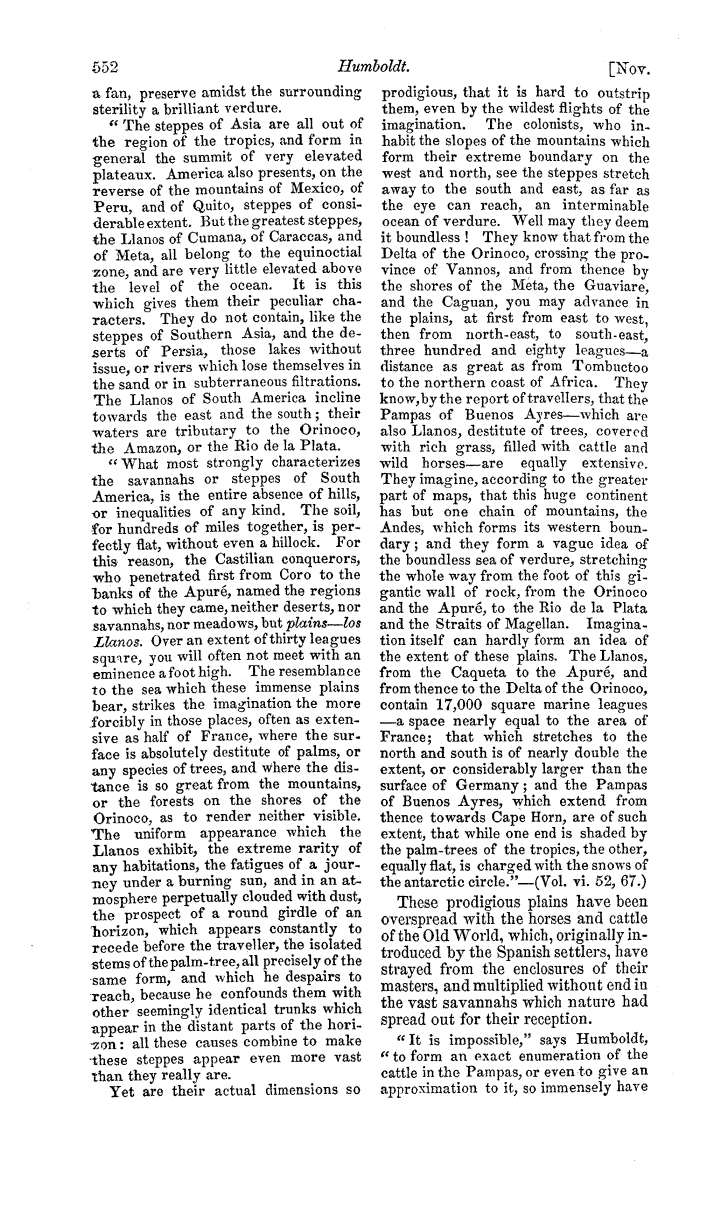 552
Humboldt.
[Nov.
a fan, preserve amidst the surrounding
sterility a brilliant verdure.
“ The steppes of Asia are all out of
the region of the tropics, and form in
general the summit of very elevated
plateaux. America also presents, on the
reverse of the mountains of Mexico, of
Peru, and of Quito, steppes of consi-
derable extent. But the greatest steppes,
the Llanos of Cumana, of Caraccas, and
of Meta, all belong to the equinoctial
zone, and are very little elevated above
the level of the ocean. It is this
which gives them their peculiar cha-
racters. They do not contain, like the
steppes of Southern Asia, and the de-
serts of Persia, those lakes without
issue, or rivers which lose themselves in
the sand or in subterraneous filtrations.
The Llanos of South America incline
towards the east and the south ; their
waters are tributary to the Orinoco,
the Amazon, or the Rio de la Plata.
“ What most strongly characterizes
the savannahs or steppes of South
America, is the entire absence of hills,
or inequalities of any kind. The soil,
for hundreds of miles together, is per-
fectly flat, without even a hillock. For
this reason, the Castilian conquerors,
who penetrated first from Coro to the
banks of the Apuré, named the regions
to which they came, neither deserts, nor
savannahs, nor meadows, but plains—los
Llanos. Over an extent of thirty leagues
square, you will often not meet with an
eminence a foot high. The resemblance
to the sea which these immense plains
bear, strikes the imagination the more
forcibly in those places, often as exten-
sive as half of France, where the sur-
face is absolutely destitute of palms, or
any species of trees, and where the dis-
tance is so great from the mountains,
or the forests on the shores of the
Orinoco, as to render neither visible.
The uniform appearance which the
Llanos exhibit, the extreme rarity of
any habitations, the fatigues of a jour-
ney under a burning sun, and in an at-
mosphere perpetually clouded with dust,
the prospect of a round girdle of an
horizon, which appears constantly to
recede before the traveller, the isolated
stems of the palm-tree, all precisely of the
same form, and which he despairs to
reach, because he confounds them with
other seemingly identical trunks which
appear in the distant parts of the hori-
zon : all these causes combine to make
these steppes appear even more vast
than they really are.
Yet are their actual dimensions so
prodigious, that it is hard to outstrip
them, even by the wildest flights of the
imagination. The colonists, who in-
habit the slopes of the mountains which
form their extreme boundary on the
west and north, see the steppes stretch
away to the south and east, as far as
the eye can reach, an interminable
ocean of verdure. Well may they deem
it boundless ! They know that from the
Delta of the Orinoco, crossing the pro-
vince of Vannos, and from thence by
the shores of the Meta, the Guaviare,
and the Caguan, you may advance in
the plains, at first from east to west,
then from north-east, to south-east,
three hundred and eighty leagues—a
distance as great as from Tombuctoo
to the northern coast of Africa. They
know, by the report of travellers, that the
Pampas of Buenos Ayres—which are
also Llanos, destitute of trees, covered
with rich grass, filled with cattle and
wild horses—are equally extensive.
They imagine, according to the greater
part of maps, that this huge continent
has but one chain of mountains, the
Andes, which forms its western boun-
dary ; and they form a vague idea of
the boundless sea of verdure, stretching
the whole way from the foot of this gi-
gantic wall of rock, from the Orinoco
and the Apuré, to the Rio de la Plata
and the Straits of Magellan. Imagina-
tion itself can hardly form an idea of
the extent of these plains. The Llanos,
from the Caqueta to the Apuré, and
from thence to the Delta of the Orinoco,
contain 17,000 square marine leagues
—a space nearly equal to the area of
France; that which stretches to the
north and south is of nearly double the
extent, or considerably larger than the
surface of Germany ; and the Pampas
of Buenos Ayres, which extend from
thence towards Cape Horn, are of such
extent, that while one end is shaded by
the palm-trees of the tropics, the other,
equally flat, is charged with the snows of
the antarctic circle.”—(Vol. vi. 52, 67.)
These prodigious plains have been
overspread with the horses and cattle
of the Old World, which, originally in-
troduced by the Spanish settlers, have
strayed from the enclosures of their
masters, and multiplied without end in
the vast savannahs which nature had
spread out for their reception.
“ It is impossible,” says Humboldt,
“ to form an exact enumeration of the
cattle in the Pampas, or even to give an
approximation to it, so immensely have